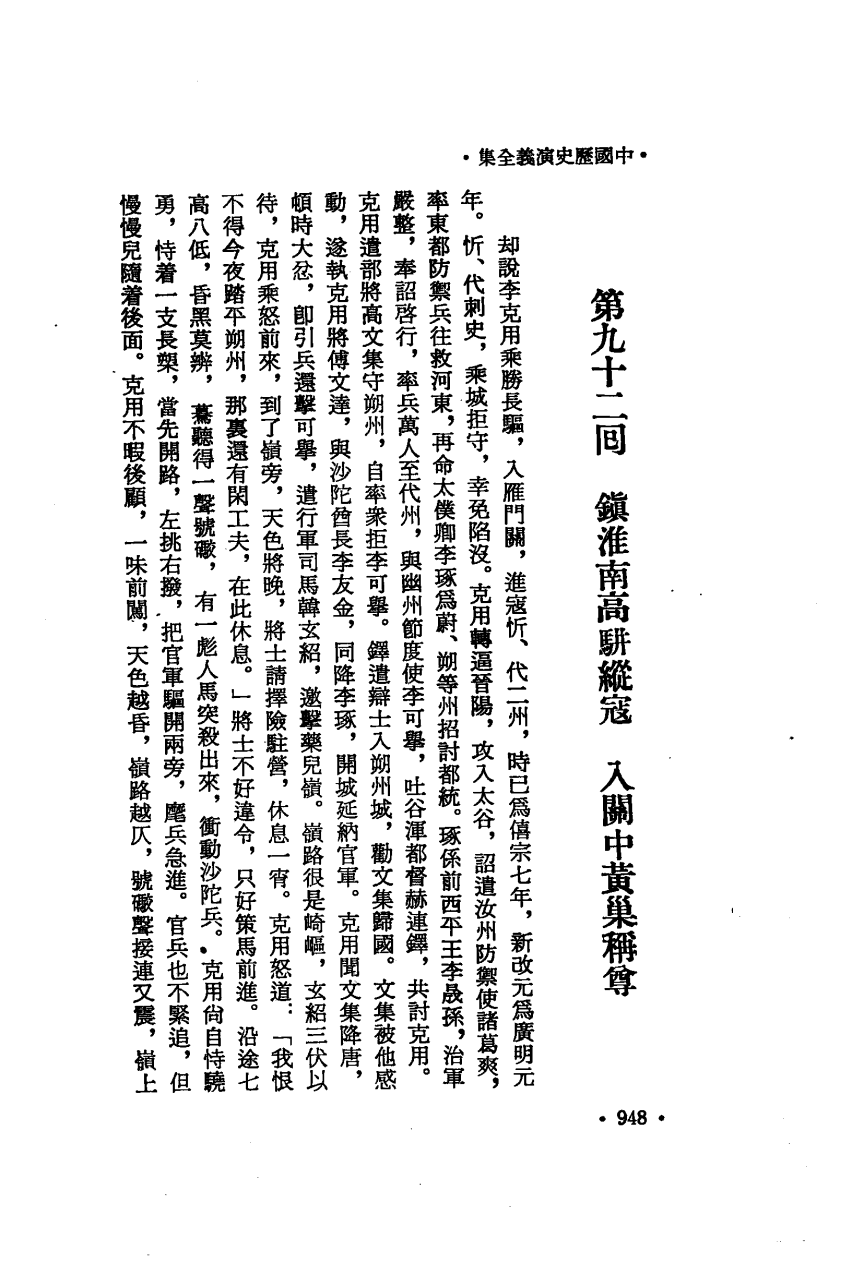 ·中國歷史演義全集·
第九十二回　鎭淮南高駢縱寇　入關中黃巢稱尊
却說李克用乘勝長驅，入雁門關，進寇忻、代二州，時已爲僖宗七年，新改元爲廣明元
年。忻、代刺史，乘城拒守，幸免陷沒。克用轉逼晉陽，攻入太谷，詔遣汝州防禦使諸葛爽，
率東都防禦兵往救河東，再命太僕卿李琢爲蔚、朔等州招討都統。琢係前西平王李晟孫，治軍
嚴整，奉詔啓行，率兵萬人至代州，與幽州節度使李可擧，吐谷渾都督赫連鐸，共討克用。
克用遣部將高文集守朔州，自率衆拒李可擧。鐸遣辯士入朔州城，勸文集歸國。文集被他感
動，遂執克用將傅文達，與沙陀酋長李友金，同降李琢，開城延納官軍。克用聞文集降唐，
頓時大忿，卽引兵還擊可擧，遣行軍司馬韓玄紹，邀擊藥兒嶺。嶺路很是崎嶇，玄紹三伏以
待，克用乘怒前來，到了嶺旁，天色將晚，將士請擇險駐營，休息一宵。克用怒道：「我恨
不得今夜踏平朔州，那裏還有閑工夫，在此休息。」將士不好違令，只好策馬前進。沿途七
高八低，昏黑莫辨，驀聽得一聲號礮，有一彪人馬突殺出來，衝動沙陀兵。克用尙自恃驍
勇，恃着一支長槊，當先開路，左挑右撥，把官軍驅開兩旁，麾兵急進。官兵也不緊追，但
慢慢兒隨着後面。克用不暇後顧，一味前闖，天色越昏，嶺路越仄，號礮聲接連又震，嶺上
·948·